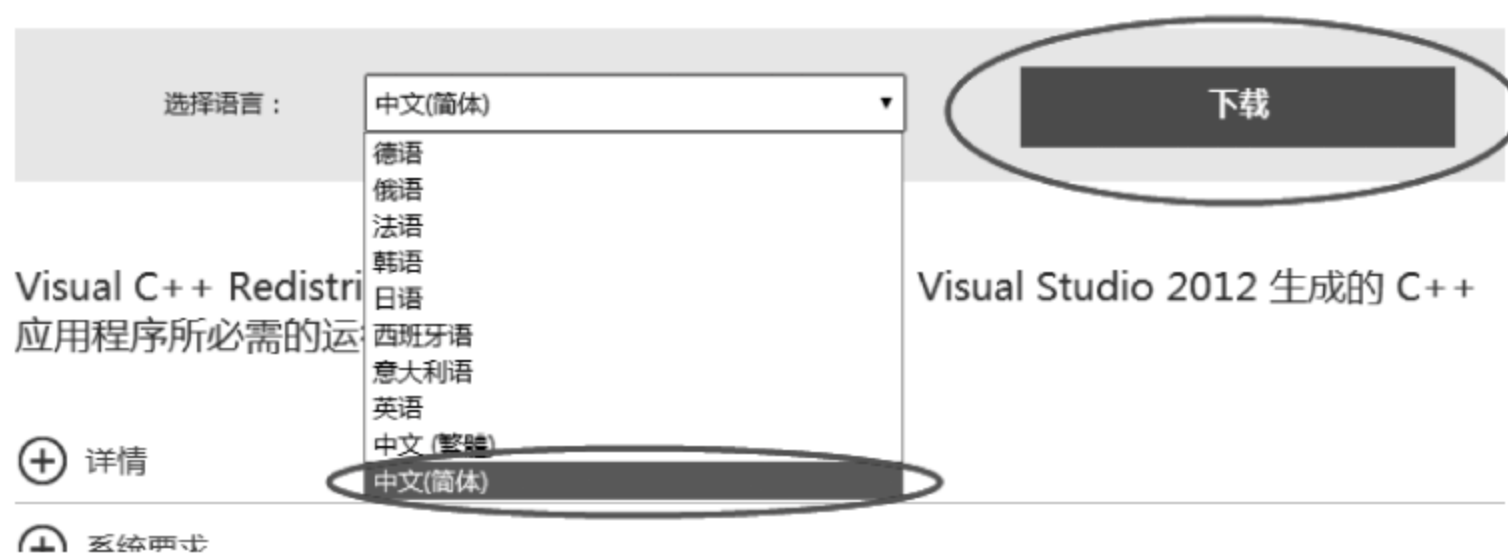 选择语言：
中文(简体)
下载
德语
俄语
法语
韩语
日语
西班牙语
意大利语
英语
中文 (繁體)
中文(简体)
Visual C++ Redistri Visual Studio 2012 生成的 C++
应用程序所必需的运
详情
系统要求